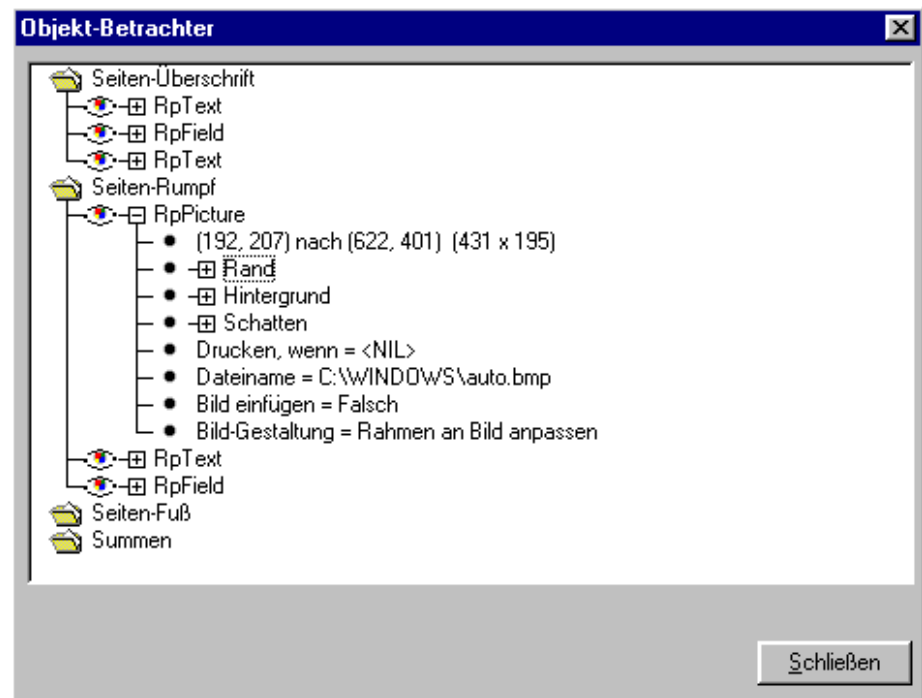 Objekt-Betrachter
Seiten-Überschrift
RpText
RpField
RpText
Seiten-Rumpf
RpPicture
(192, 207) nach (622, 401) (431 x 195)
Rand
Hintergrund
Schatten
Drucken, wenn = <NIL>
Dateiname = C:\WINDOWS\auto.bmp
Bild einfügen = Falsch
Bild-Gestaltung = Rahmen an Bild anpassen
RpText
RpField
Seiten-Fuß
Summen
Schließen